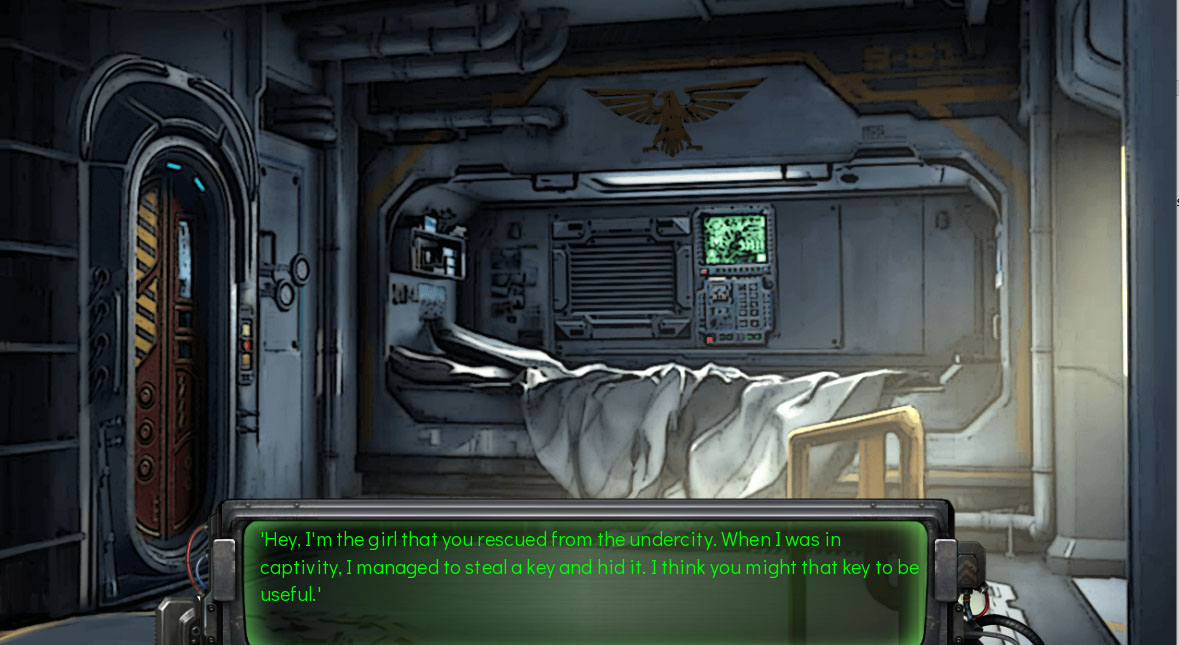 S-01
'Hey, I'm the girl that you rescued from the undercity. When I was in
captivity, I managed to steal a key and hid it. I think you might that key to be
useful.'